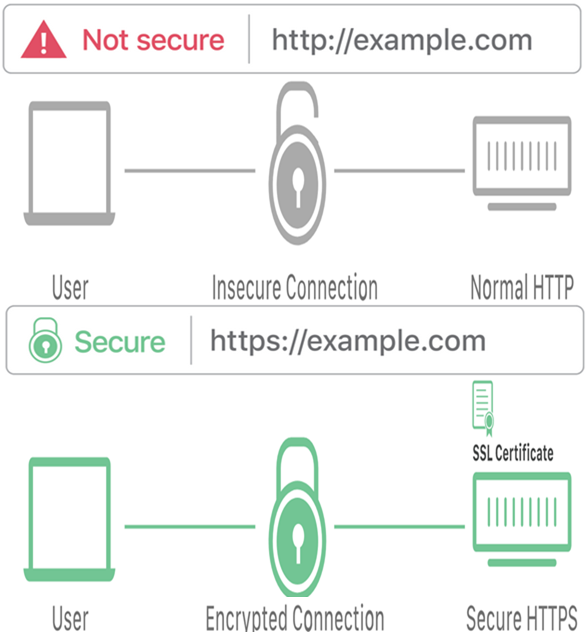 Not secure http://example.com
User Insecure Connection Normal HTTP
Secure https://example.com
SSL Certificate
User Encrypted Connection Secure HTTPS